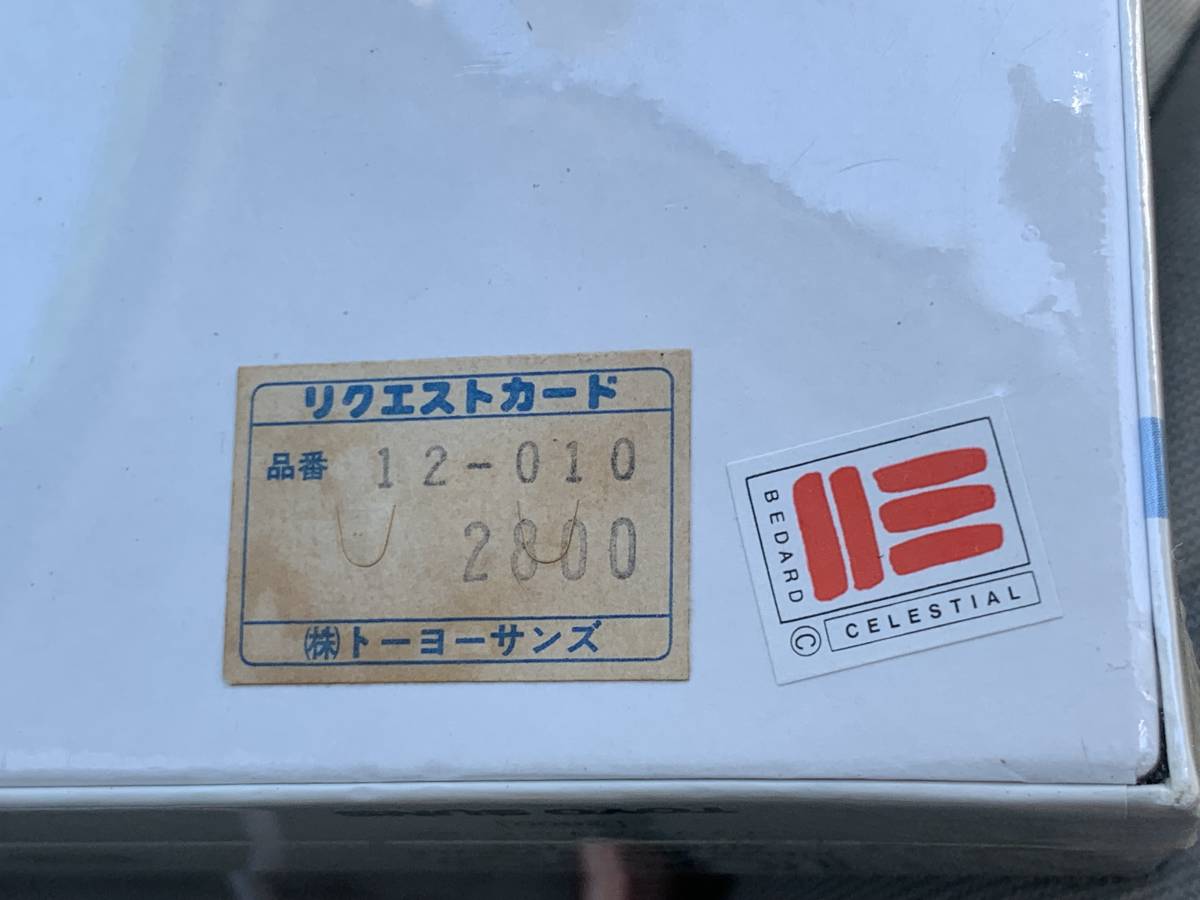 リクエストカード
品番 12-010
2800
㈱トーヨーサンズ
BEDARD
© CELESTIAL